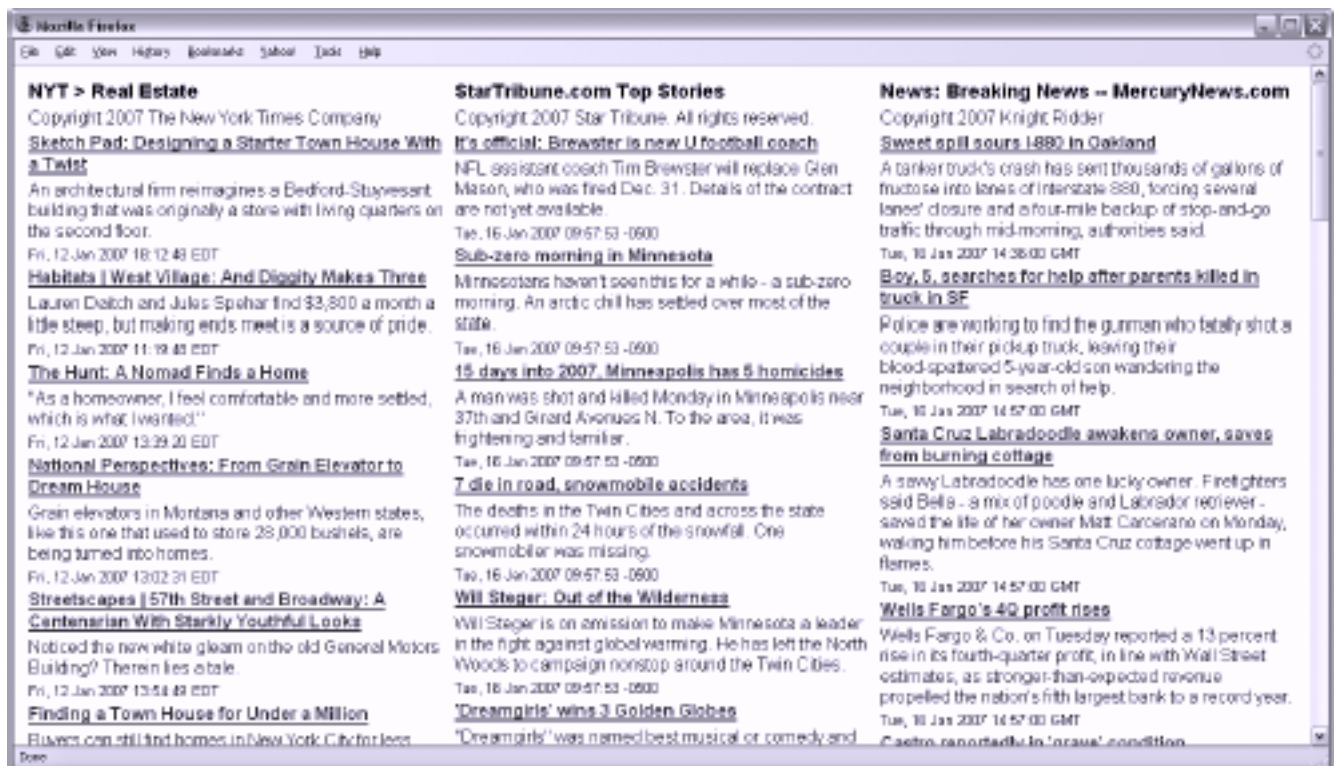 Mozilla Firefox
File Edit View History Bookmarks Yahoo! Tools Help
NYT > Real Estate
Copyright 2007 The New York Times Company
Sketch Pad: Designing a Starter Town House With
a Twist
An architectural firm reimagines a Bedford-Stuyvesant
building that was originally a store with living quarters on
the second floor.
Fri, 12 Jan 2007 18:12:48 EDT
Habitats | West Village: And Diggity Makes Three
Lauren Daitch and Jules Spehar find $3,800 a month a
little steep, but making ends meet is a source of pride.
Fri, 12 Jan 2007 11:19:48 EDT
The Hunt: A Nomad Finds a Home
"As a homeowner, I feel comfortable and more settled,
which is what I wanted."
Fri, 12 Jan 2007 13:39:20 EDT
National Perspectives: From Grain Elevator to
Dream House
Grain elevators in Montana and other Western states,
like this one that used to store 28,000 bushels, are
being turned into homes.
Fri, 12 Jan 2007 13:02:31 EDT
Streetscapes | 57th Street and Broadway: A
Centenarian With Starkly Youthful Looks
Noticed the new white gleam on the old General Motors
Building? Therein lies a tale.
Fri, 12 Jan 2007 13:54:49 EDT
Finding a Town House for Under a Million
Buyers can still find homes in New York City for less
StarTribune.com Top Stories
Copyright 2007 Star Tribune. All rights reserved.
It's official: Brewster is new U football coach
NFL assistant coach Tim Brewster will replace Glen
Mason, who was fired Dec. 31. Details of the contract
are not yet available.
Tue, 16 Jan 2007 09:57:53 -0600
Sub-zero morning in Minnesota
Minnesotans haven't seen this for a while - a sub-zero
morning. An arctic chill has settled over most of the
state.
Tue, 16 Jan 2007 09:57:53 -0600
15 days into 2007, Minneapolis has 5 homicides
A man was shot and killed Monday in Minneapolis near
37th and Girard Avenues N. To the area, it was
frightening and familiar.
Tue, 16 Jan 2007 09:57:53 -0600
7 die in road, snowmobile accidents
The deaths in the Twin Cities and across the state
occurred within 24 hours of the snowfall. One
snowmobiler was missing.
Tue, 16 Jan 2007 09:57:53 -0600
Will Steger: Out of the Wilderness
Will Steger is on a mission to make Minnesota a leader
in the fight against global warming. He has left the North
Woods to campaign nonstop around the Twin Cities.
Tue, 16 Jan 2007 09:57:53 -0600
'Dreamgirls' wins 3 Golden Globes
"Dreamgirls" was named best musical or comedy and
News: Breaking News -- MercuryNews.com
Copyright 2007 Knight Ridder
Sweet spill sours I-880 in Oakland
A tanker truck's crash has sent thousands of gallons of
fructose into lanes of Interstate 880, forcing several
lanes' closure and a four-mile backup of stop-and-go
traffic through mid-morning, authorities said.
Tue, 16 Jan 2007 14:36:00 GMT
Boy, 5, searches for help after parents killed in
truck in SF
Police are working to find the gunman who fatally shot a
couple in their pickup truck, leaving their
blood-spattered 5-year-old son wandering the
neighborhood in search of help.
Tue, 16 Jan 2007 14:57:00 GMT
Santa Cruz Labradoodle awakens owner, saves
from burning cottage
A savvy Labradoodle has one lucky owner. Firefighters
said Bella - a mix of poodle and Labrador retriever -
saved the life of her owner Matt Carcerano on Monday,
waking him before his Santa Cruz cottage went up in
flames.
Tue, 16 Jan 2007 14:57:00 GMT
Wells Fargo's 4Q profit rises
Wells Fargo & Co. on Tuesday reported a 13 percent
rise in its fourth-quarter profit, in line with Wall Street
estimates, as stronger-than-expected revenue
propelled the nation's fifth largest bank to a record year.
Tue, 16 Jan 2007 14:57:00 GMT
Castro reportedly in 'grave' condition
Done